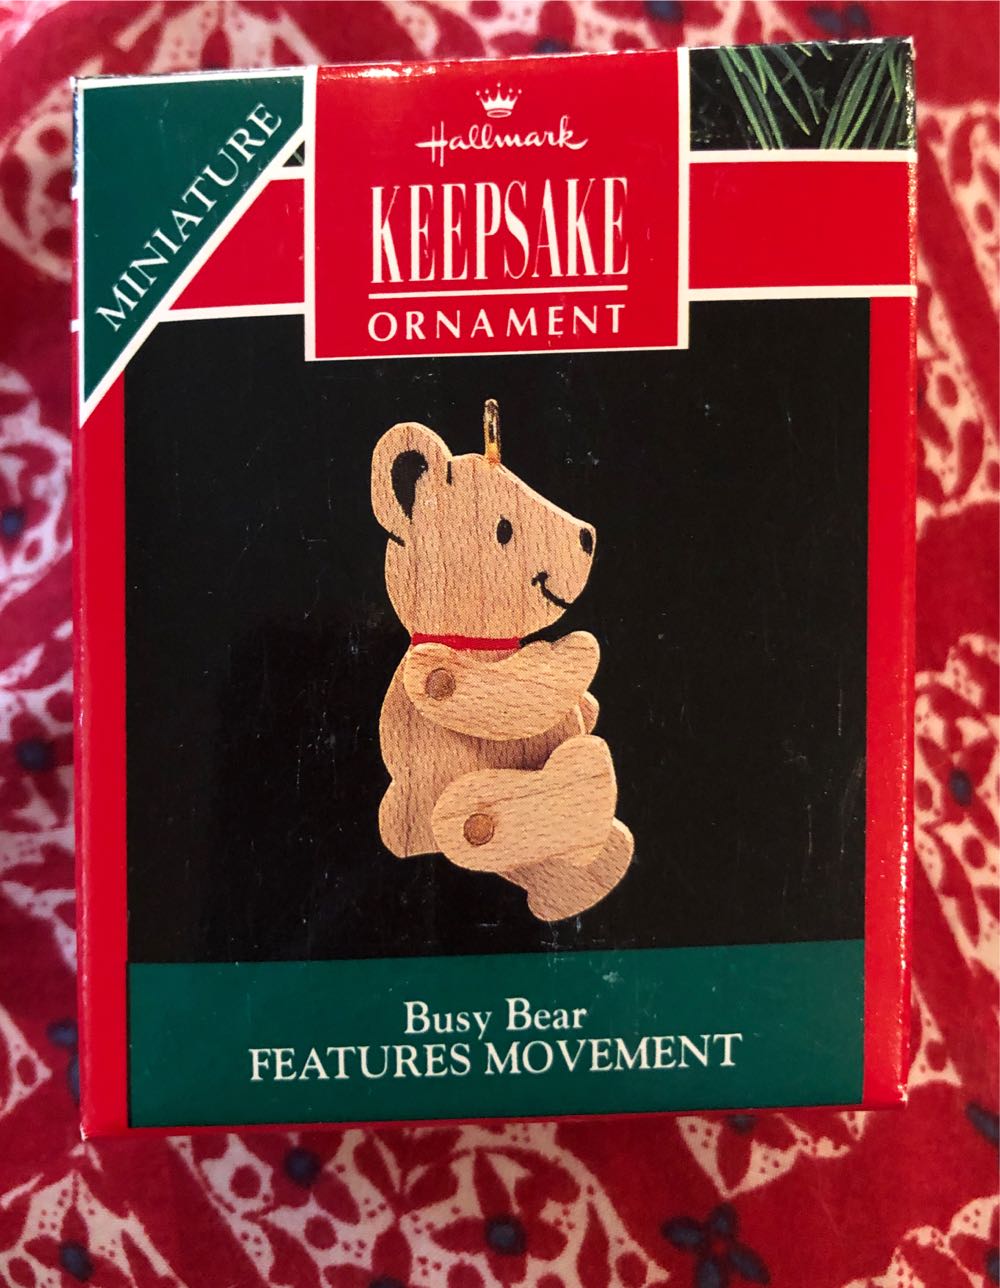 MINIATURE
Hallmark
KEEPSAKE
ORNAMENT
Busy Bear
FEATURES MOVEMENT